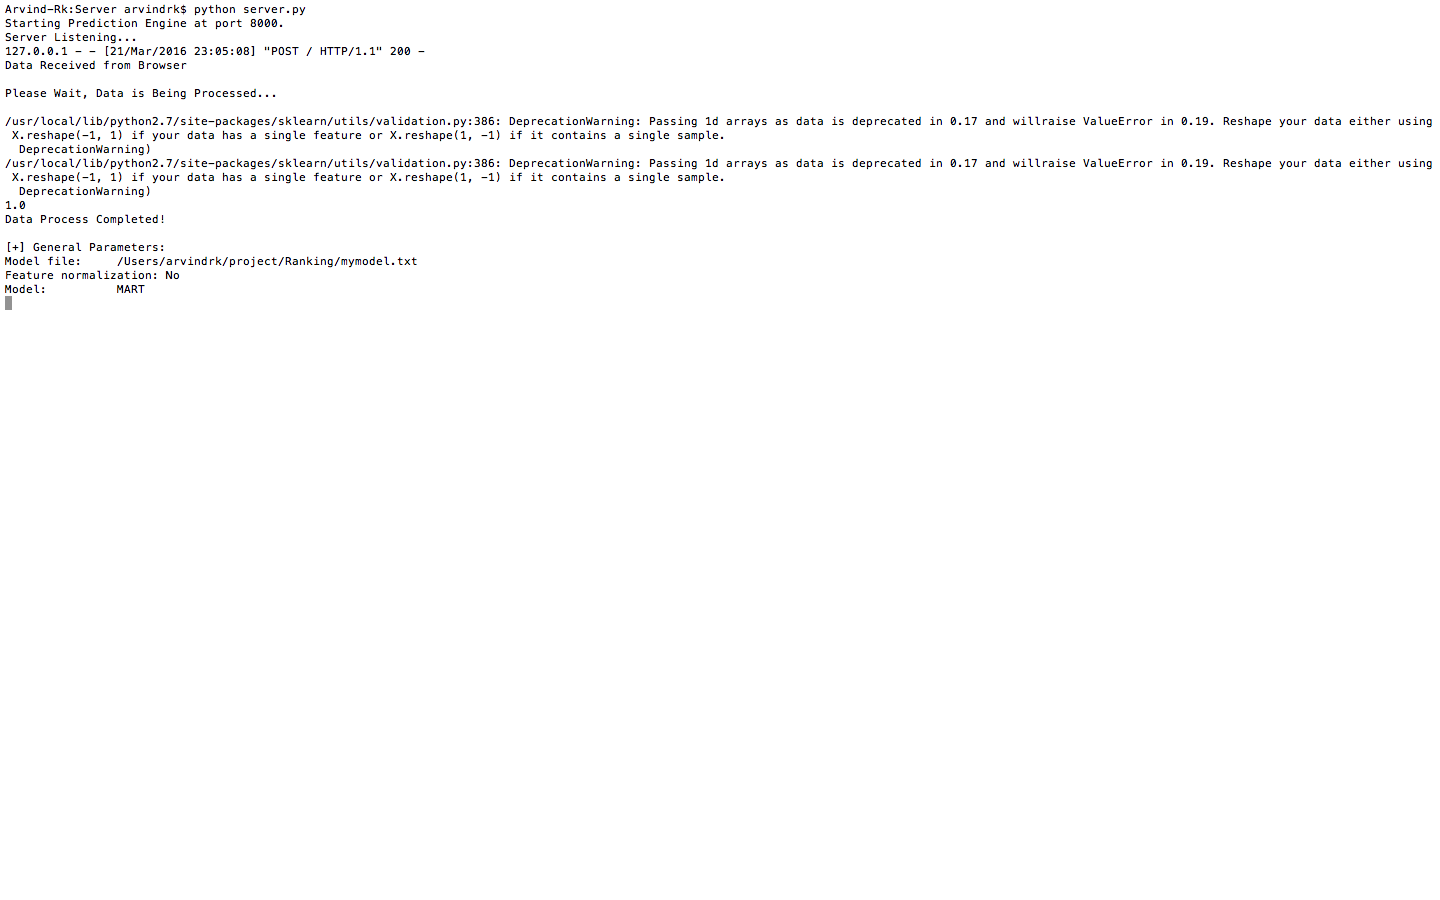 Arvind-Rk:Server arvindrk$ python server.py
Starting Prediction Engine at port 8000.
Server Listening...
127.0.0.1 - - [21/Mar/2016 23:05:08] "POST / HTTP/1.1" 200 -
Data Received from Browser
Please Wait, Data is Being Processed...
/usr/local/lib/python2.7/site-packages/sklearn/utils/validation.py:386: DeprecationWarning: Passing 1d arrays as data is deprecated in 0.17 and willraise ValueError in 0.19. Reshape your data either using
X.reshape(-1, 1) if your data has a single feature or X.reshape(1, -1) if it contains a single sample.
DeprecationWarning)
/usr/local/lib/python2.7/site-packages/sklearn/utils/validation.py:386: DeprecationWarning: Passing 1d arrays as data is deprecated in 0.17 and willraise ValueError in 0.19. Reshape your data either using
X.reshape(-1, 1) if your data has a single feature or X.reshape(1, -1) if it contains a single sample.
DeprecationWarning)
1.0
Data Process Completed!
[+] General Parameters:
Model file:     /Users/arvindrk/project/Ranking/mymodel.txt
Feature normalization: No
Model:          MART